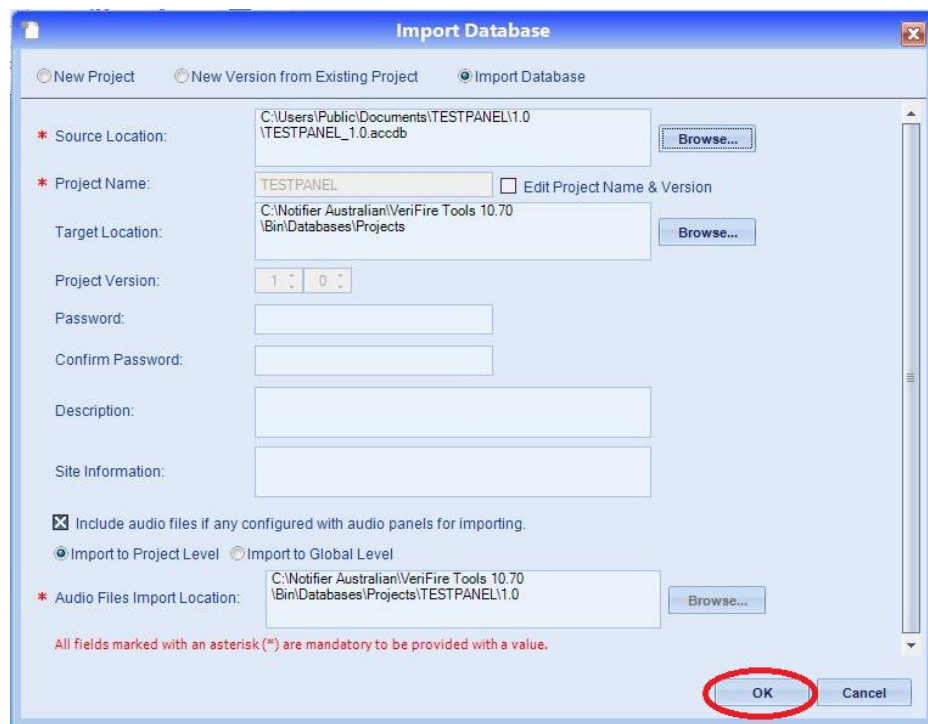 Import Database
New Project New Version from Existing Project Import Database
* Source Location:
C:\Users\Public\Documents\TESTPANEL\1.0
\TESTPANEL_1.0.accdb
Browse...
* Project Name:
TESTPANEL
Edit Project Name & Version
Target Location:
C:\Notifier Australian\VeriFire Tools 10.70
\Bin\Databases\Projects
Browse...
Project Version:
1 0
Password:
Confirm Password:
Description:
Site Information:
Include audio files if any configured with audio panels for importing.
Import to Project Level Import to Global Level
* Audio Files Import Location:
C:\Notifier Australian\VeriFire Tools 10.70
\Bin\Databases\Projects\TESTPANEL\1.0
Browse...
All fields marked with an asterisk (*) are mandatory to be provided with a value.
OK Cancel